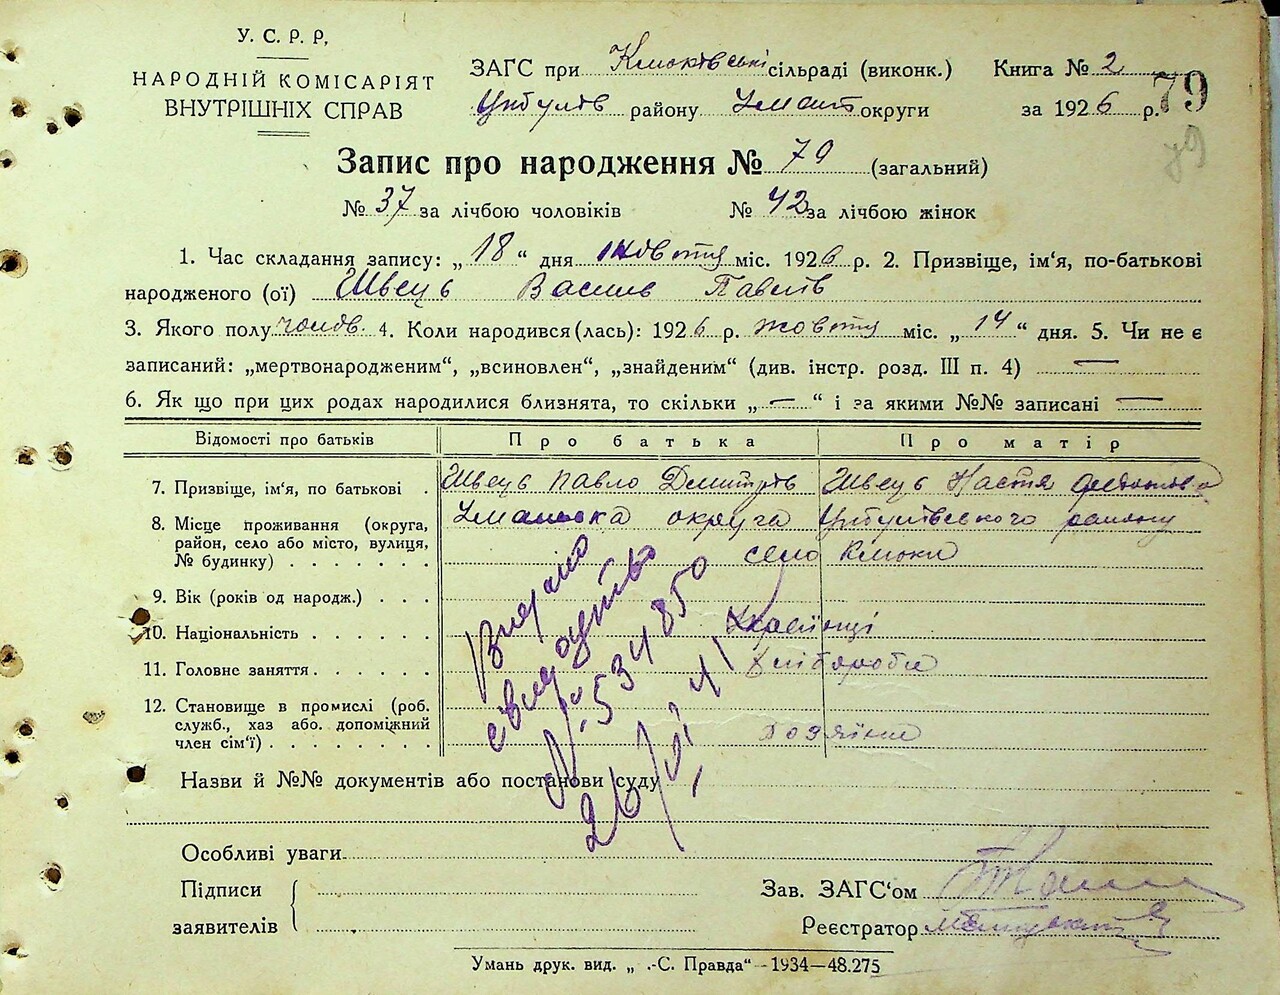 У. С. Р. Р.
НАРОДНІЙ КОМІСАРІЯТ
ВНУТРІШНІХ СПРАВ
ЗАГС при сільраді (виконк.) Книга № 2
району Уманс округи за 1926 р.
79
79
Запис про народження № 79 (загальний)
№ 37 за лічбою чоловіків № 42 за лічбою жінок
1. Час складання запису: „ 18 “ дня жовтня міс. 1926 р. 2. Призвіще, ім'я, по-батькові
народженого (ої) Швець Василь Павлів
3. Якого полу чолов. 4. Коли народився (лась): 1926 р. жовтня міс. „ 14 “ дня. 5. Чи не є
записаний: „мертвонародженим“, „всиновлен“, „знайденим“ (див. інстр. розд. III п. 4) —
6. Як що при цих родах народилися близнята, то скільки „ — “ і за якими №№ записані —
Відомості про батьків Про батька Про матір
7. Призвіще, ім'я, по батькові . Швець Павло Дмитрів Швець Настя
8. Місце проживання (округа,
район, село або місто, вулиця,
№ будинку) . . . . . . .
округа району
село
9. Вік (років од народж.) . . .
10. Національність . . . . . . Українці
11. Головне заняття . . . . . . Хлібороби
12. Становище в промислі (роб.
служб., хаз або. допоміжний
член сім'ї) . . . . . . . .
Хозяїни
Видано
свидоцтво
№ 534850
Назви й №№ документів або постанови суду
Особливі уваги
Підписи
заявителів
Зав. ЗАГС‘ом
Реєстратор
Умань друк. вид. „ .-С. Правда“—1934—48.275